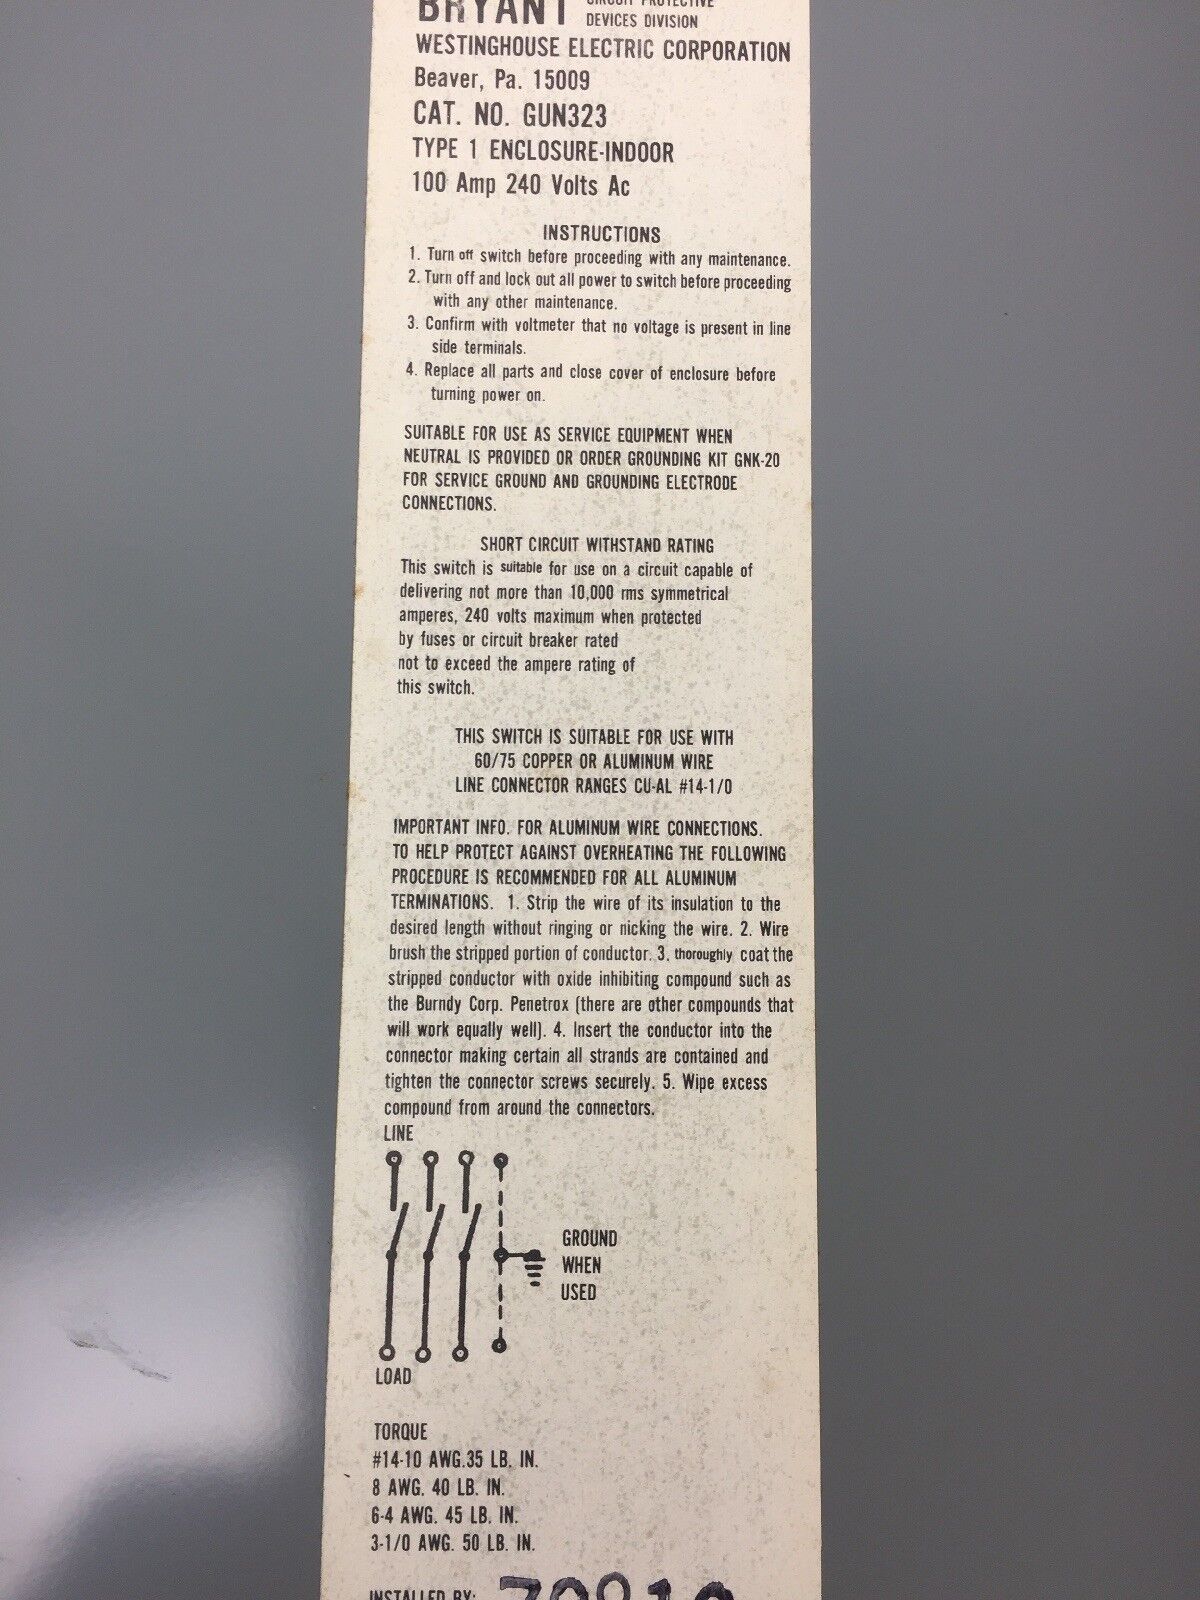 BRYANT CIRCUIT PROTECTIVE
DEVICES DIVISION
WESTINGHOUSE ELECTRIC CORPORATION
Beaver, Pa. 15009
CAT. NO. GUN323
TYPE 1 ENCLOSURE-INDOOR
100 Amp 240 Volts Ac
INSTRUCTIONS
1. Turn off switch before proceeding with any maintenance.
2. Turn off and lock out all power to switch before proceeding
with any other maintenance.
3. Confirm with voltmeter that no voltage is present in line
side terminals.
4. Replace all parts and close cover of enclosure before
turning power on.
SUITABLE FOR USE AS SERVICE EQUIPMENT WHEN
NEUTRAL IS PROVIDED OR ORDER GROUNDING KIT GNK-20
FOR SERVICE GROUND AND GROUNDING ELECTRODE
CONNECTIONS.
SHORT CIRCUIT WITHSTAND RATING
This switch is suitable for use on a circuit capable of
delivering not more than 10,000 rms symmetrical
amperes, 240 volts maximum when protected
by fuses or circuit breaker rated
not to exceed the ampere rating of
this switch.
THIS SWITCH IS SUITABLE FOR USE WITH
60/75 COPPER OR ALUMINUM WIRE
LINE CONNECTOR RANGES CU-AL #14-1/0
IMPORTANT INFO. FOR ALUMINUM WIRE CONNECTIONS.
TO HELP PROTECT AGAINST OVERHEATING THE FOLLOWING
PROCEDURE IS RECOMMENDED FOR ALL ALUMINUM
TERMINATIONS. 1. Strip the wire of its insulation to the
desired length without ringing or nicking the wire. 2. Wire
brush the stripped portion of conductor. 3. thoroughly coat the
stripped conductor with oxide inhibiting compound such as
the Burndy Corp. Penetrox (there are other compounds that
will work equally well). 4. Insert the conductor into the
connector making certain all strands are contained and
tighten the connector screws securely. 5. Wipe excess
compound from around the connectors.
LINE
GROUND
WHEN
USED
LOAD
TORQUE
#14-10 AWG.35 LB. IN.
8 AWG. 40 LB. IN.
6-4 AWG. 45 LB. IN.
3-1/0 AWG. 50 LB. IN.
INSTALLED BY: